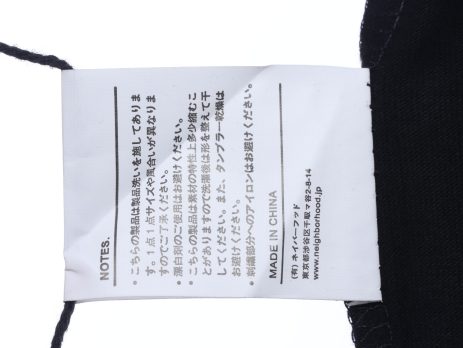 NOTES.
• こちらの製品は製品洗いを施してありま
す。1点1点サイズや風合いが異なりま
すのでご了承ください。
• 漂白剤のご使用はお避けください。
• こちらの製品は素材の特性上多少縮むこ
とがありますので洗濯後は形を整えて干
してください。また、タンブラー乾燥は
お避けください。
• 刺繍部分へのアイロンはお避けください。
MADE IN CHINA
(有) ネイバーフッド
東京都渋谷区千駄ヶ谷2-8-14
www.neighborhood.jp